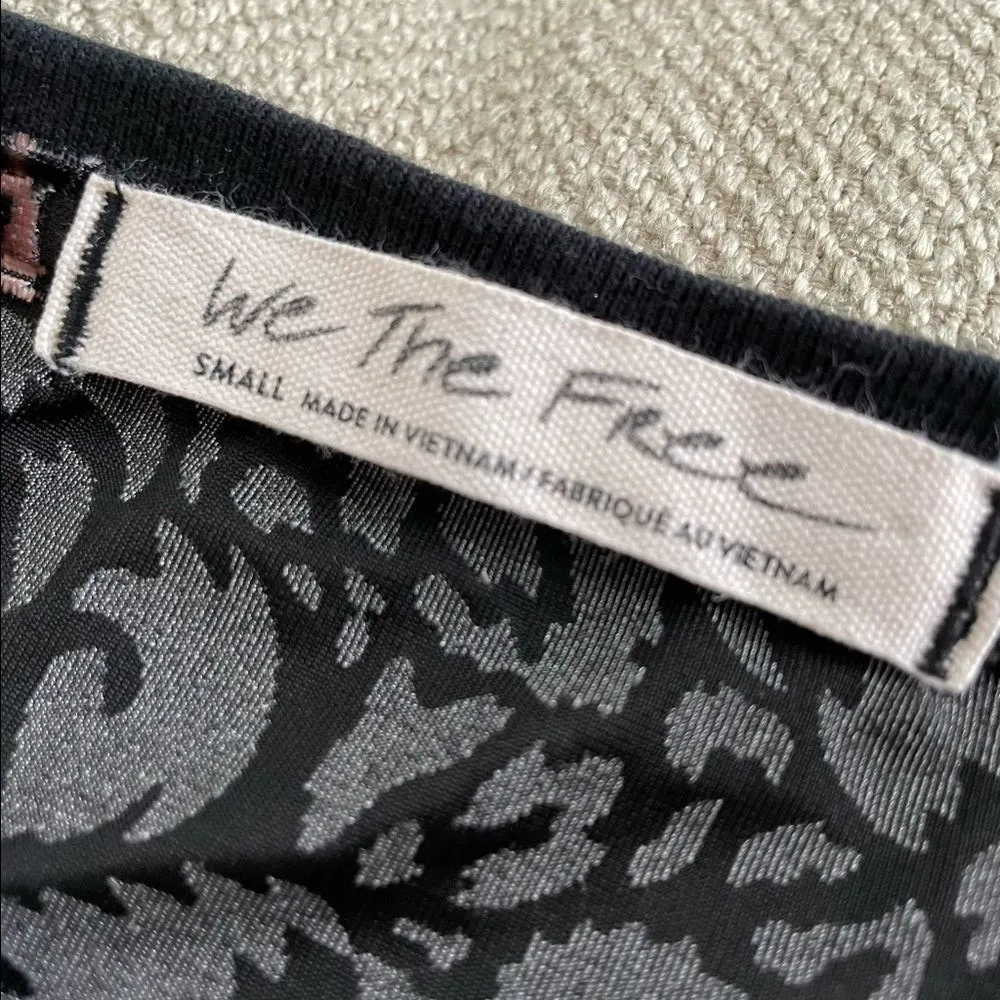 We The Free
SMALL MADE IN VIETNAM/FABRIQUÉ AU VIETNAM